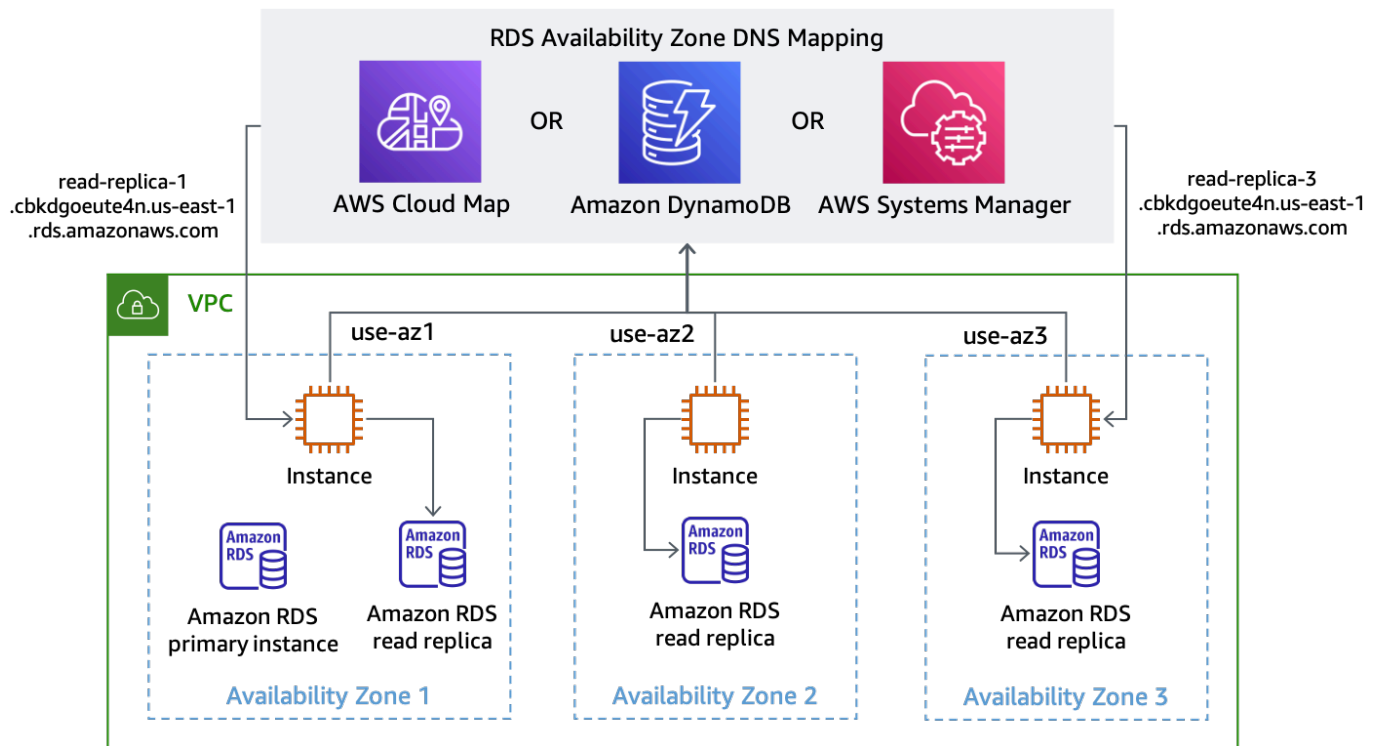 RDS Availability Zone DNS Mapping
OR
OR
AWS Cloud Map
Amazon DynamoDB
AWS Systems Manager
read-replica-1
.cbkdgoeute4n.us-east-1
.rds.amazonaws.com
read-replica-3
.cbkdgoeute4n.us-east-1
.rds.amazonaws.com
VPC
use-az1
use-az2
use-az3
Instance
Instance
Instance
Amazon
RDS
Amazon RDS
primary instance
Amazon
RDS
Amazon RDS
read replica
Amazon
RDS
Amazon RDS
read replica
Amazon
RDS
Amazon RDS
read replica
Availability Zone 1
Availability Zone 2
Availability Zone 3